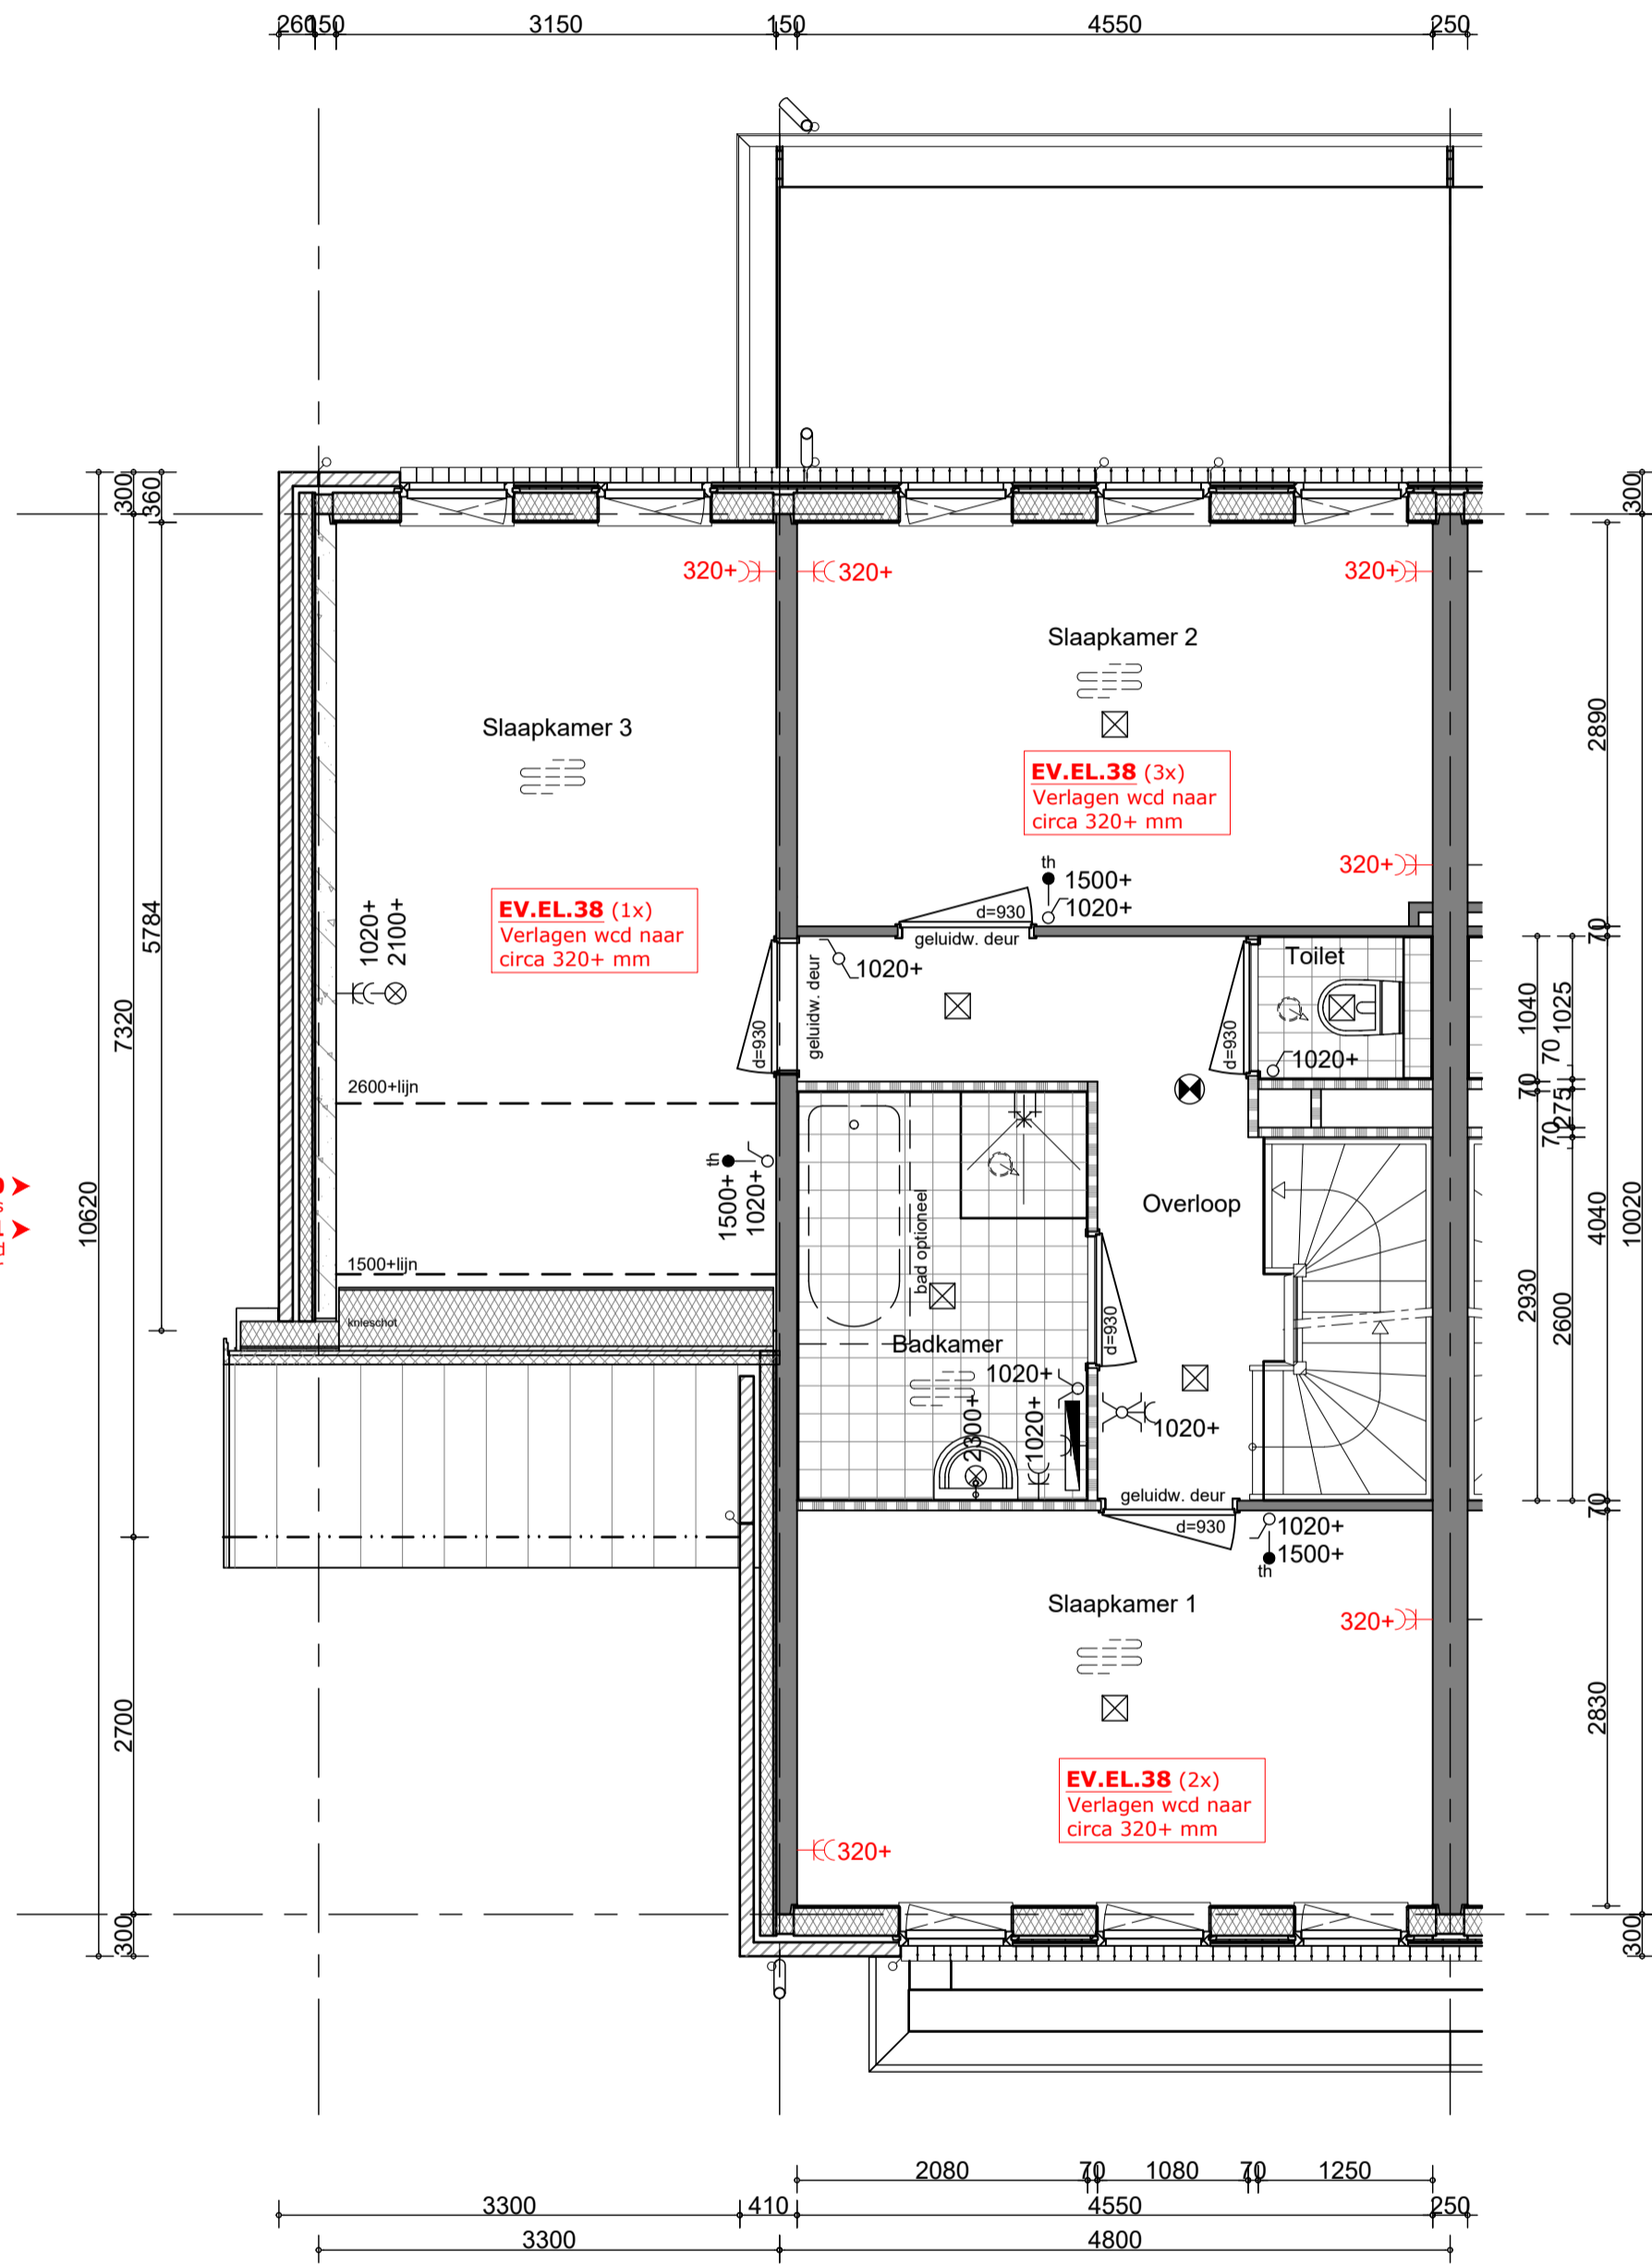 260
150
3150
150
4550
250
300
360
300
320+
320+
320+
Slaapkamer 2
2890
Slaapkamer 3
EV.EL.38 (3x)
Verlagen wcd naar
circa 320+ mm
320+
th
1500+
1020+
EV.EL.38 (1x)
Verlagen wcd naar
circa 320+ mm
5784
1020+
2100+
d=930
geluidw. deur
70
geluidw. deur
1020+
Toilet
d=930
d=930
1020+
1040
1025
70
7320
2600+lijn
70
275
70
th
1500+
1020+
bad optioneel
Overloop
10620
4040
10020
1500+lijn
knieschot
2930
2600
d=930
Badkamer
1020+
2300+
1020+
1020+
geluidw. deur
d=930
70
1020+
1500+
th
Slaapkamer 1
320+
2700
2830
EV.EL.38 (2x)
Verlagen wcd naar
circa 320+ mm
320+
300
300
2080
70
1080
70
1250
3300
410
4550
250
3300
4800